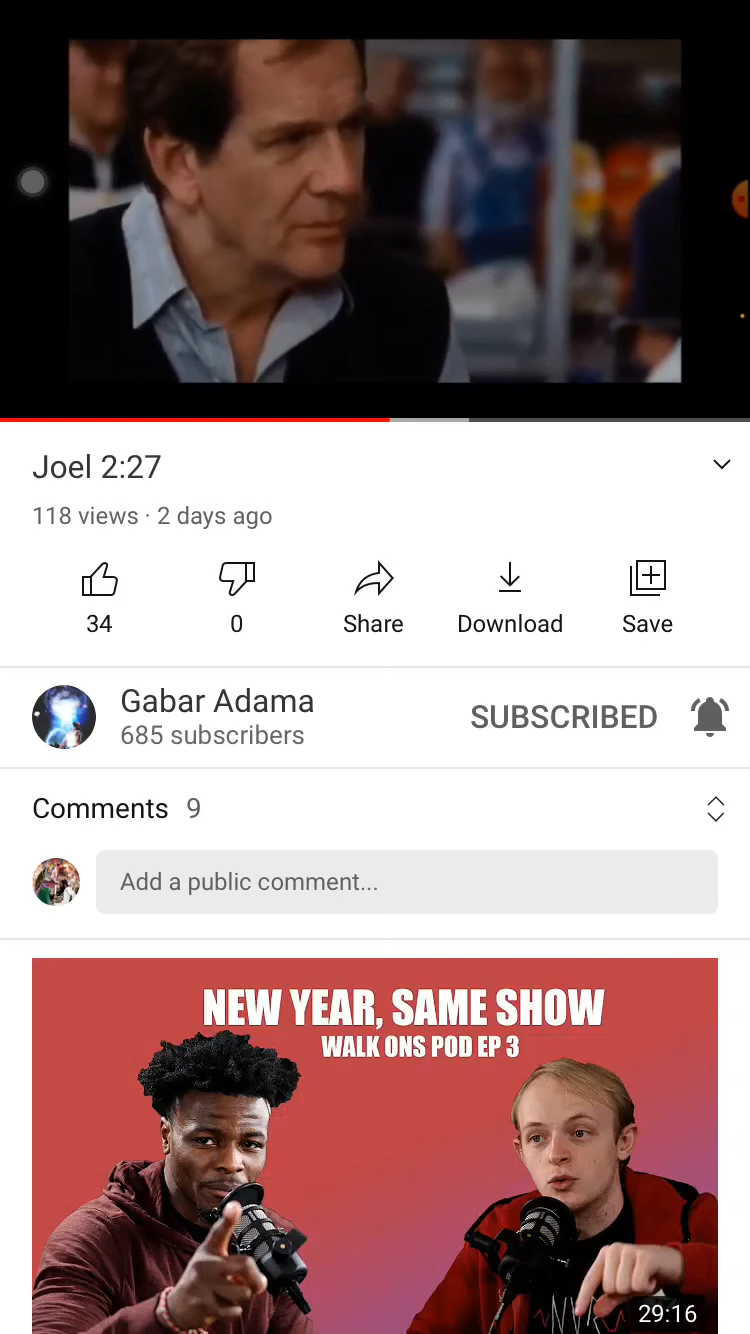 Joel 2:27
118 views · 2 days ago
34
0
Share
Download
Save
Gabar Adama
685 subscribers
SUBSCRIBED
Comments 9
Add a public comment...
NEW YEAR, SAME SHOW
WALK ONS POD EP 3
29:16